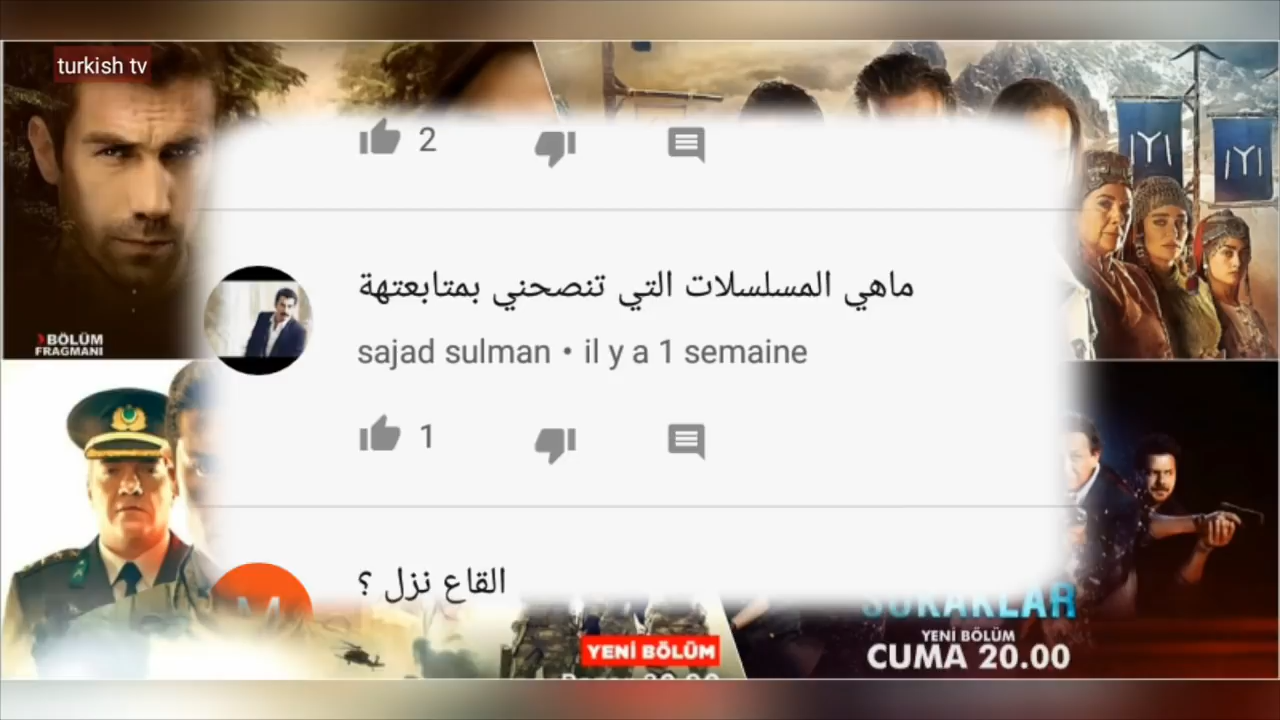 turkish tv
2
ماهي المسلسلات التي تنصحني بمتابعتهة
sajad sulman • il y a 1 semaine
1
القاع نزل ؟
BÖLÜM
FRAGMANI
SOKAKLAR
YENİ BÖLÜM
CUMA 20.00
YENİ BÖLÜM